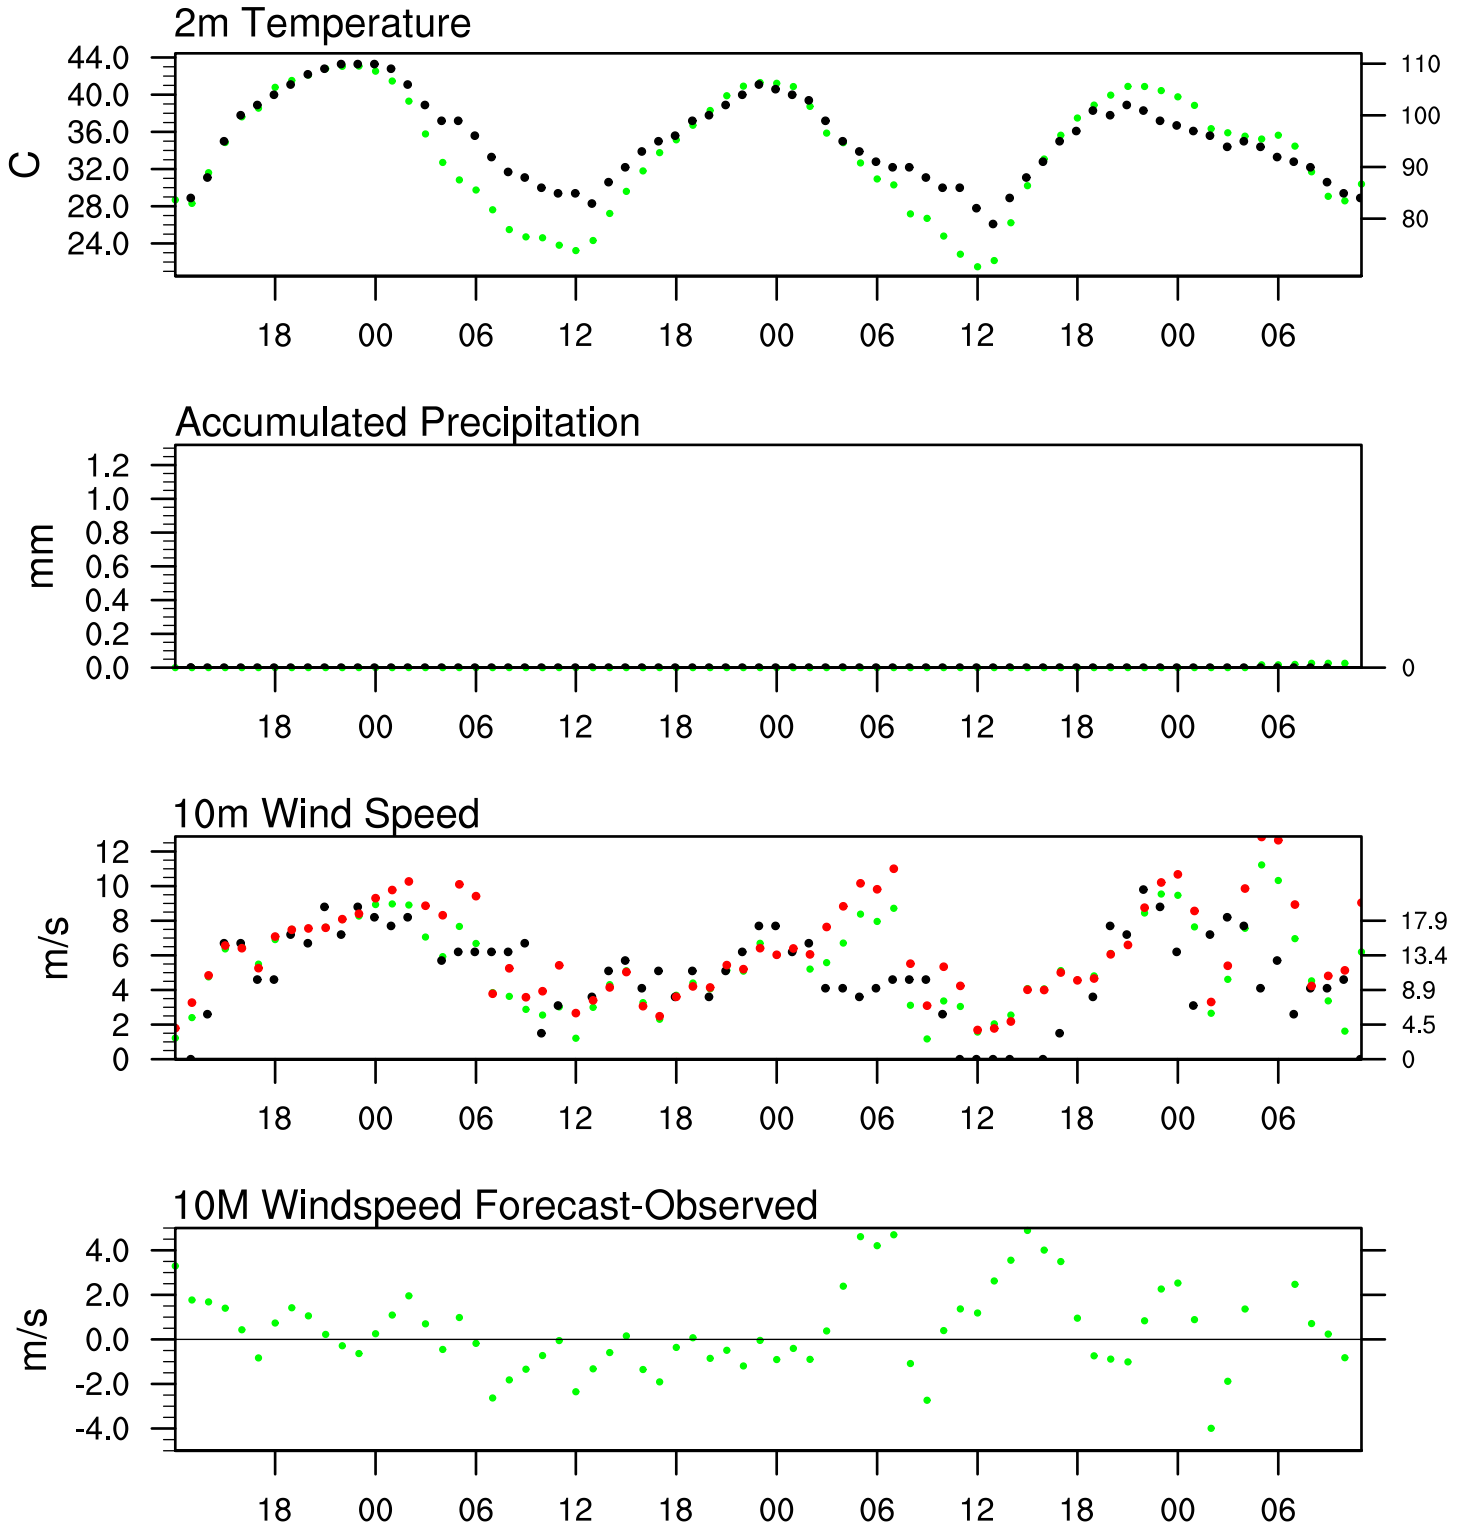 2m Temperature
44.0
40.0
36.0
32.0
28.0
24.0
C
110
100
90
80
18 00 06 12 18 00 06 12 18 00 06
Accumulated Precipitation
1.2
1.0
0.8
0.6
0.4
0.2
0.0
mm
0
18 00 06 12 18 00 06 12 18 00 06
10m Wind Speed
12
10
8
6
4
2
0
m/s
17.9
13.4
8.9
4.5
0
18 00 06 12 18 00 06 12 18 00 06
10M Windspeed Forecast-Observed
4.0
2.0
0.0
-2.0
-4.0
m/s
18 00 06 12 18 00 06 12 18 00 06